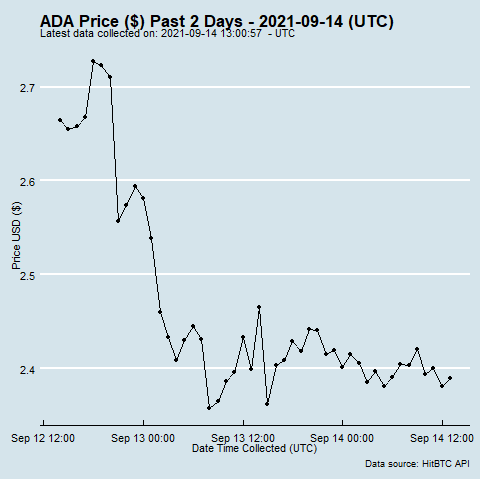 ADA Price ($) Past 2 Days - 2021-09-14 (UTC)
Latest data collected on: 2021-09-14 13:00:57  - UTC
Price USD ($)
2.7
2.6
2.5
2.4
Sep 12 12:00 Sep 13 00:00 Sep 13 12:00 Sep 14 00:00 Sep 14 12:00
Date Time Collected (UTC)
Data source: HitBTC API